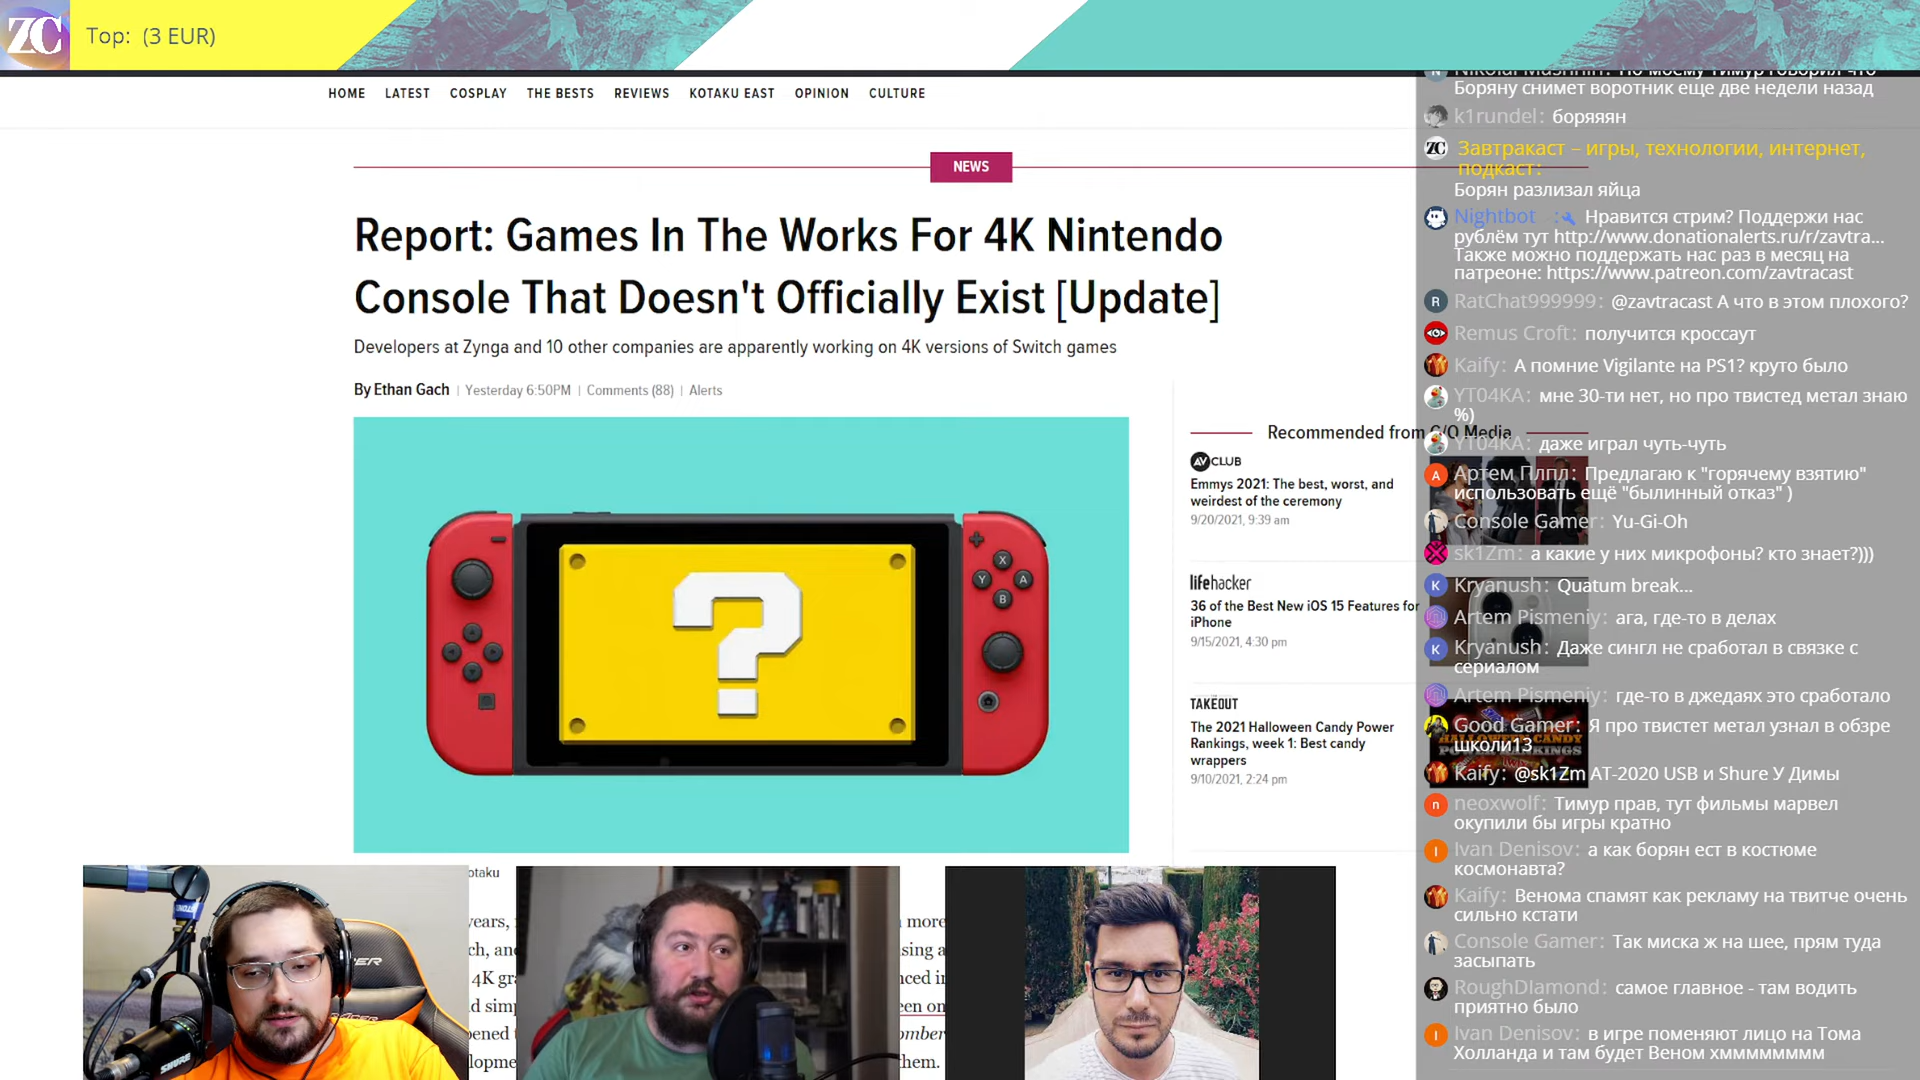 ZC
Top: (3 EUR)
HOME LATEST COSPLAY THE BESTS REVIEWS KOTAKU EAST OPINION CULTURE
NEWS
Report: Games In The Works For 4K Nintendo
Console That Doesn't Officially Exist [Update]
Developers at Zynga and 10 other companies are apparently working on 4K versions of Switch games
By Ethan Gach | Yesterday 6:50PM | Comments (88) | Alerts
X
Y A
B
?
Recommended from G/O Media
AV CLUB
Emmys 2021: The best, worst, and
weirdest of the ceremony
9/20/2021, 9:39 am
lifehacker
36 of the Best New iOS 15 Features for
iPhone
9/15/2021, 4:30 pm
TAKEOUT
The 2021 Halloween Candy Power
Rankings, week 1: Best candy
wrappers
9/10/2021, 2:24 pm
HALLOWEEN CANDY
POWER RANKINGS
otaku
years, more
4K
them.
SHURE
Боряну снимет воротник еще две недели назад
k1rundel: боряяян
ZC Завтракаст – игры, технологии, интернет,
подкаст:
Борян разлизал яйца
Nightbot : Нравится стрим? Поддержи нас
рублём тут http://www.donationalerts.ru/r/zavtra...
Также можно поддержать нас раз в месяц на
патреоне: https://www.patreon.com/zavtracast
R RatChat999999: @zavtracast А что в этом плохого?
Remus Croft: получится кроссаут
Kaify: А помние Vigilante на PS1? круто было
YT04KA: мне 30-ти нет, но про твистед метал знаю
%)
YT04KA: даже играл чуть-чуть
А Артем Плпл: Предлагаю к "горячему взятию"
использовать ещё "былинный отказ" )
Console Gamer: Yu-Gi-Oh
sk1Zm: а какие у них микрофоны? кто знает?)))
K Kryanush: Quatum break...
Artem Pismeniy: ага, где-то в делах
K Kryanush: Даже сингл не сработал в связке с
сериалом
Artem Pismeniy: где-то в джедаях это сработало
Good Gamer: Я про твистет метал узнал в обзре
школи13
Kaify: @sk1Zm AT-2020 USB и Shure У Димы
n neoxwolf: Тимур прав, тут фильмы марвел
окупили бы игры кратно
I Ivan Denisov: а как борян ест в костюме
космонавта?
Kaify: Венома спамят как рекламу на твитче очень
сильно кстати
Console Gamer: Так миска ж на шее, прям туда
засыпать
RoughDIamond: самое главное - там водить
приятно было
I Ivan Denisov: в игре поменяют лицо на Тома
Холланда и там будет Веном хмммммммм